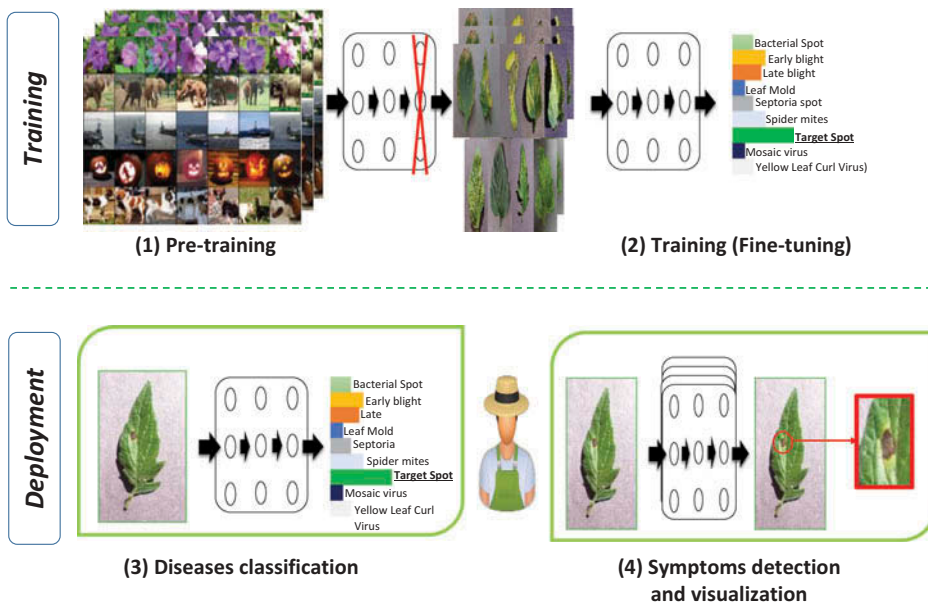 Training
Bacterial Spot
Early blight
Late blight
Leaf Mold
Septoria spot
Spider mites
Target Spot
Mosaic virus
Yellow Leaf Curl Virus)
(1) Pre-training
(2) Training (Fine-tuning)
Deployment
Bacterial Spot
Early blight
Late
Leaf Mold
Septoria
Spider mites
Target Spot
Mosaic virus
Yellow Leaf Curl
Virus
(3) Diseases classification
(4) Symptoms detection
and visualization